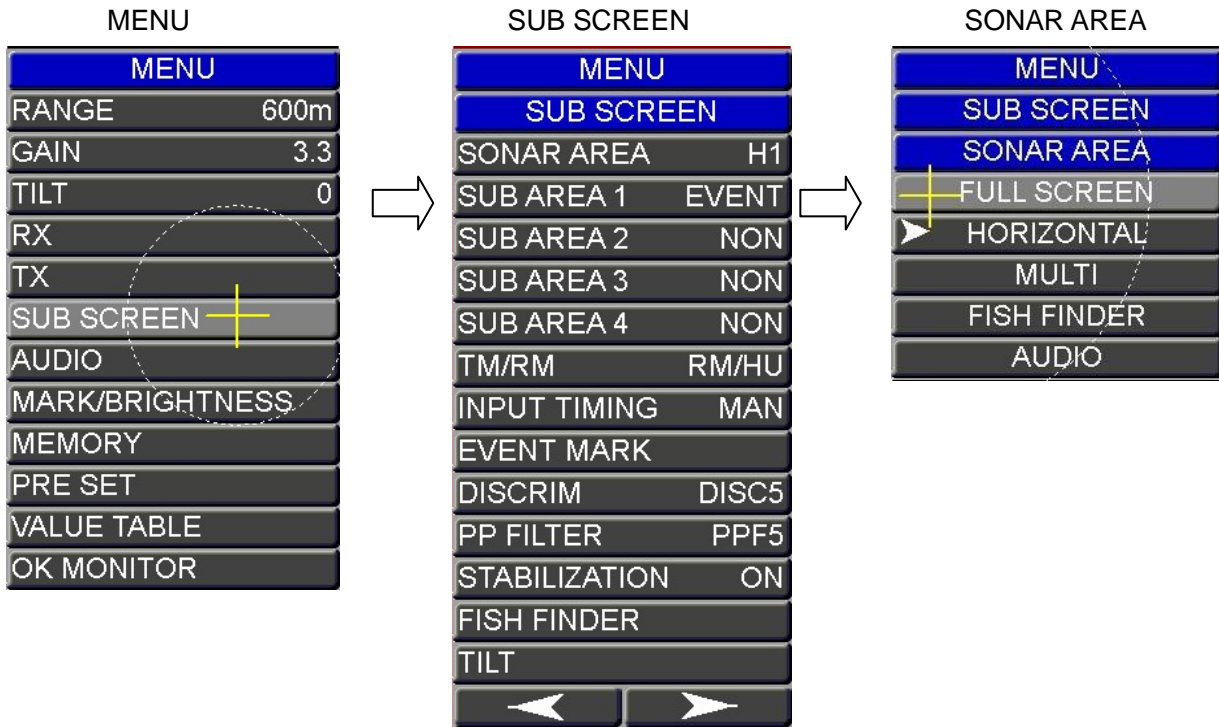 MENU
MENU
RANGE 600m
GAIN 3.3
TILT 0
RX
TX
SUB SCREEN
AUDIO
MARK/BRIGHTNESS
MEMORY
PRE SET
VALUE TABLE
OK MONITOR
SUB SCREEN
MENU
SUB SCREEN
SONAR AREA H1
SUB AREA 1 EVENT
SUB AREA 2 NON
SUB AREA 3 NON
SUB AREA 4 NON
TM/RM RM/HU
INPUT TIMING MAN
EVENT MARK
DISCRIM DISC5
PP FILTER PPF5
STABILIZATION ON
FISH FINDER
TILT
SONAR AREA
MENU
SUB SCREEN
SONAR AREA
FULL SCREEN
HORIZONTAL
MULTI
FISH FINDER
AUDIO